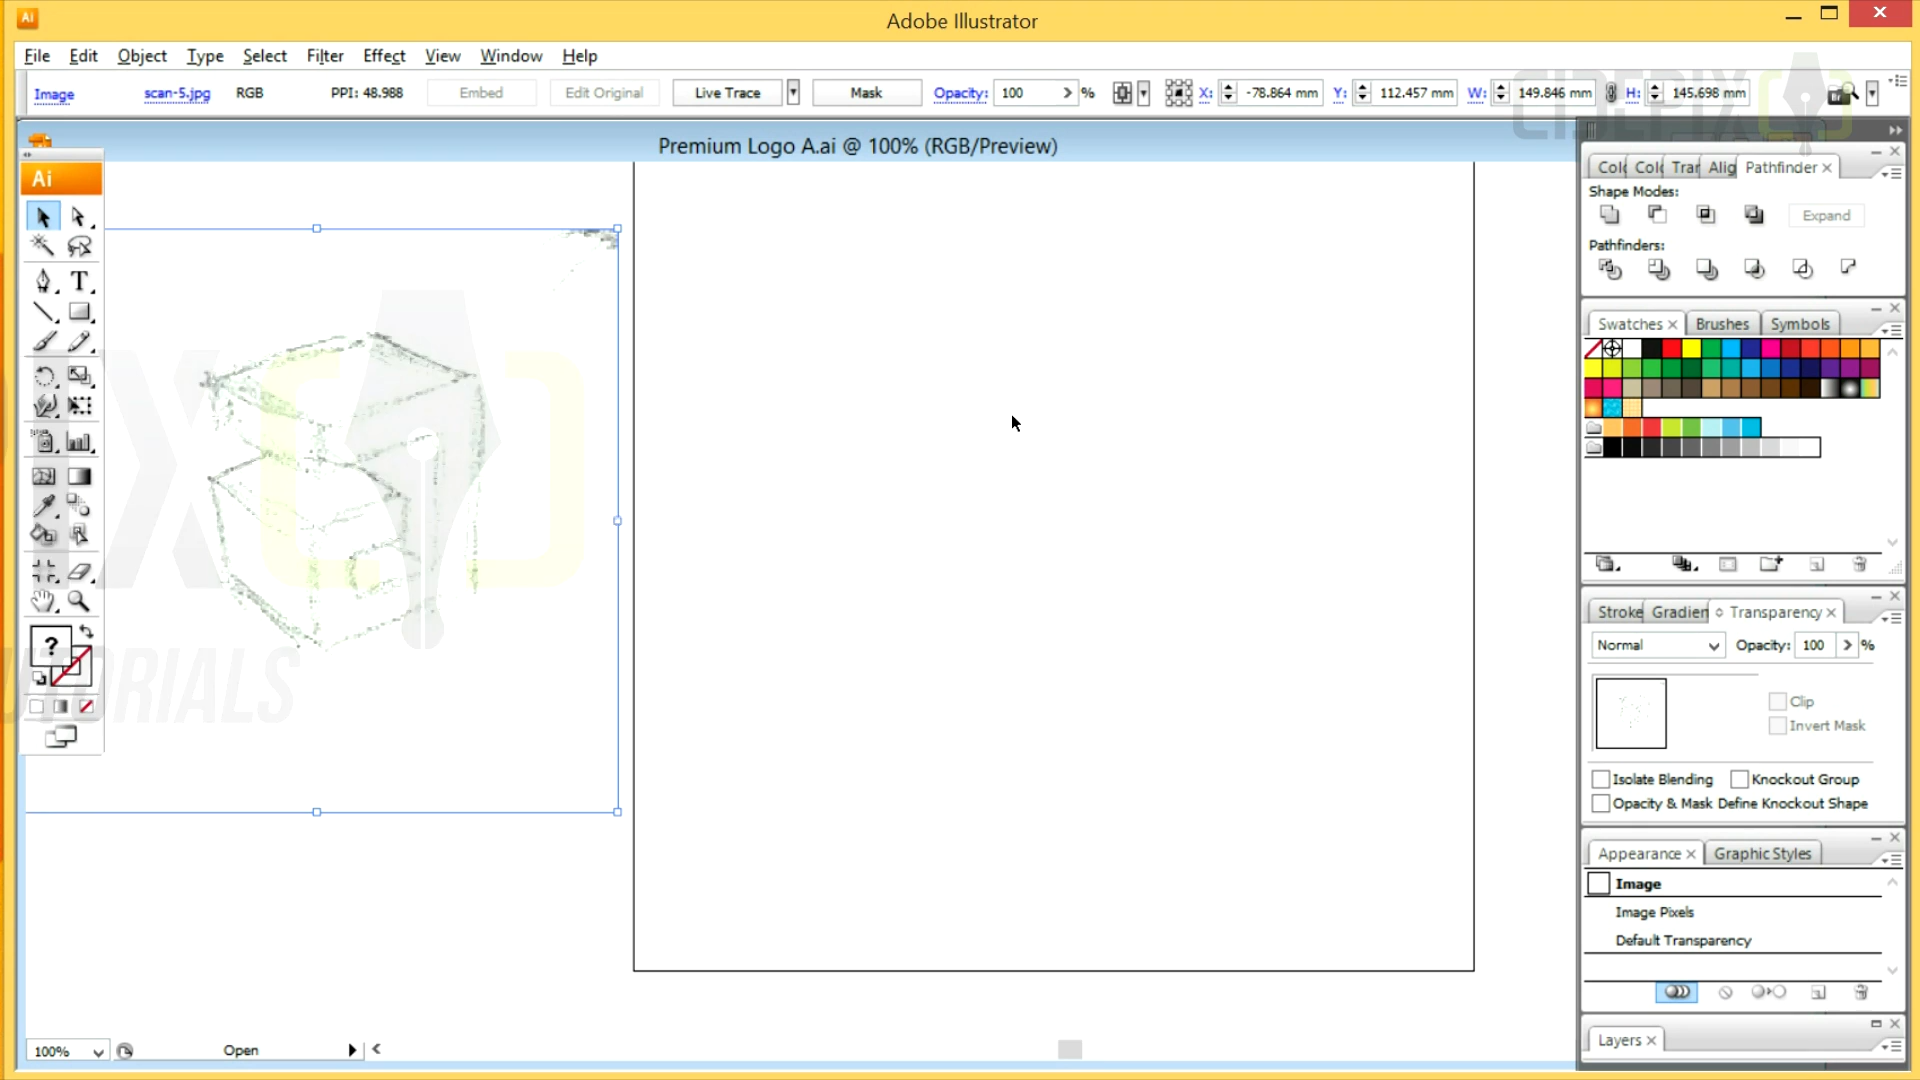 Ai
Adobe Illustrator
File Edit Object Type Select Filter Effect View Window Help
Image scan-5.jpg RGB PPI: 48.988 Embed Edit Original Live Trace Mask Opacity: 100 % X: -78.864 mm Y: 112.457 mm W: 149.846 mm H: 145.698 mm
Premium Logo A.ai @ 100% (RGB/Preview)
Ai
T
?
Pathfinder
Shape Modes:
Expand
Pathfinders:
Swatches Brushes Symbols
Stroke Gradien Transparency
Normal Opacity: 100 %
Clip
Invert Mask
Isolate Blending Knockout Group
Opacity & Mask Define Knockout Shape
Appearance Graphic Styles
Image
Image Pixels
Default Transparency
Layers
100% Open